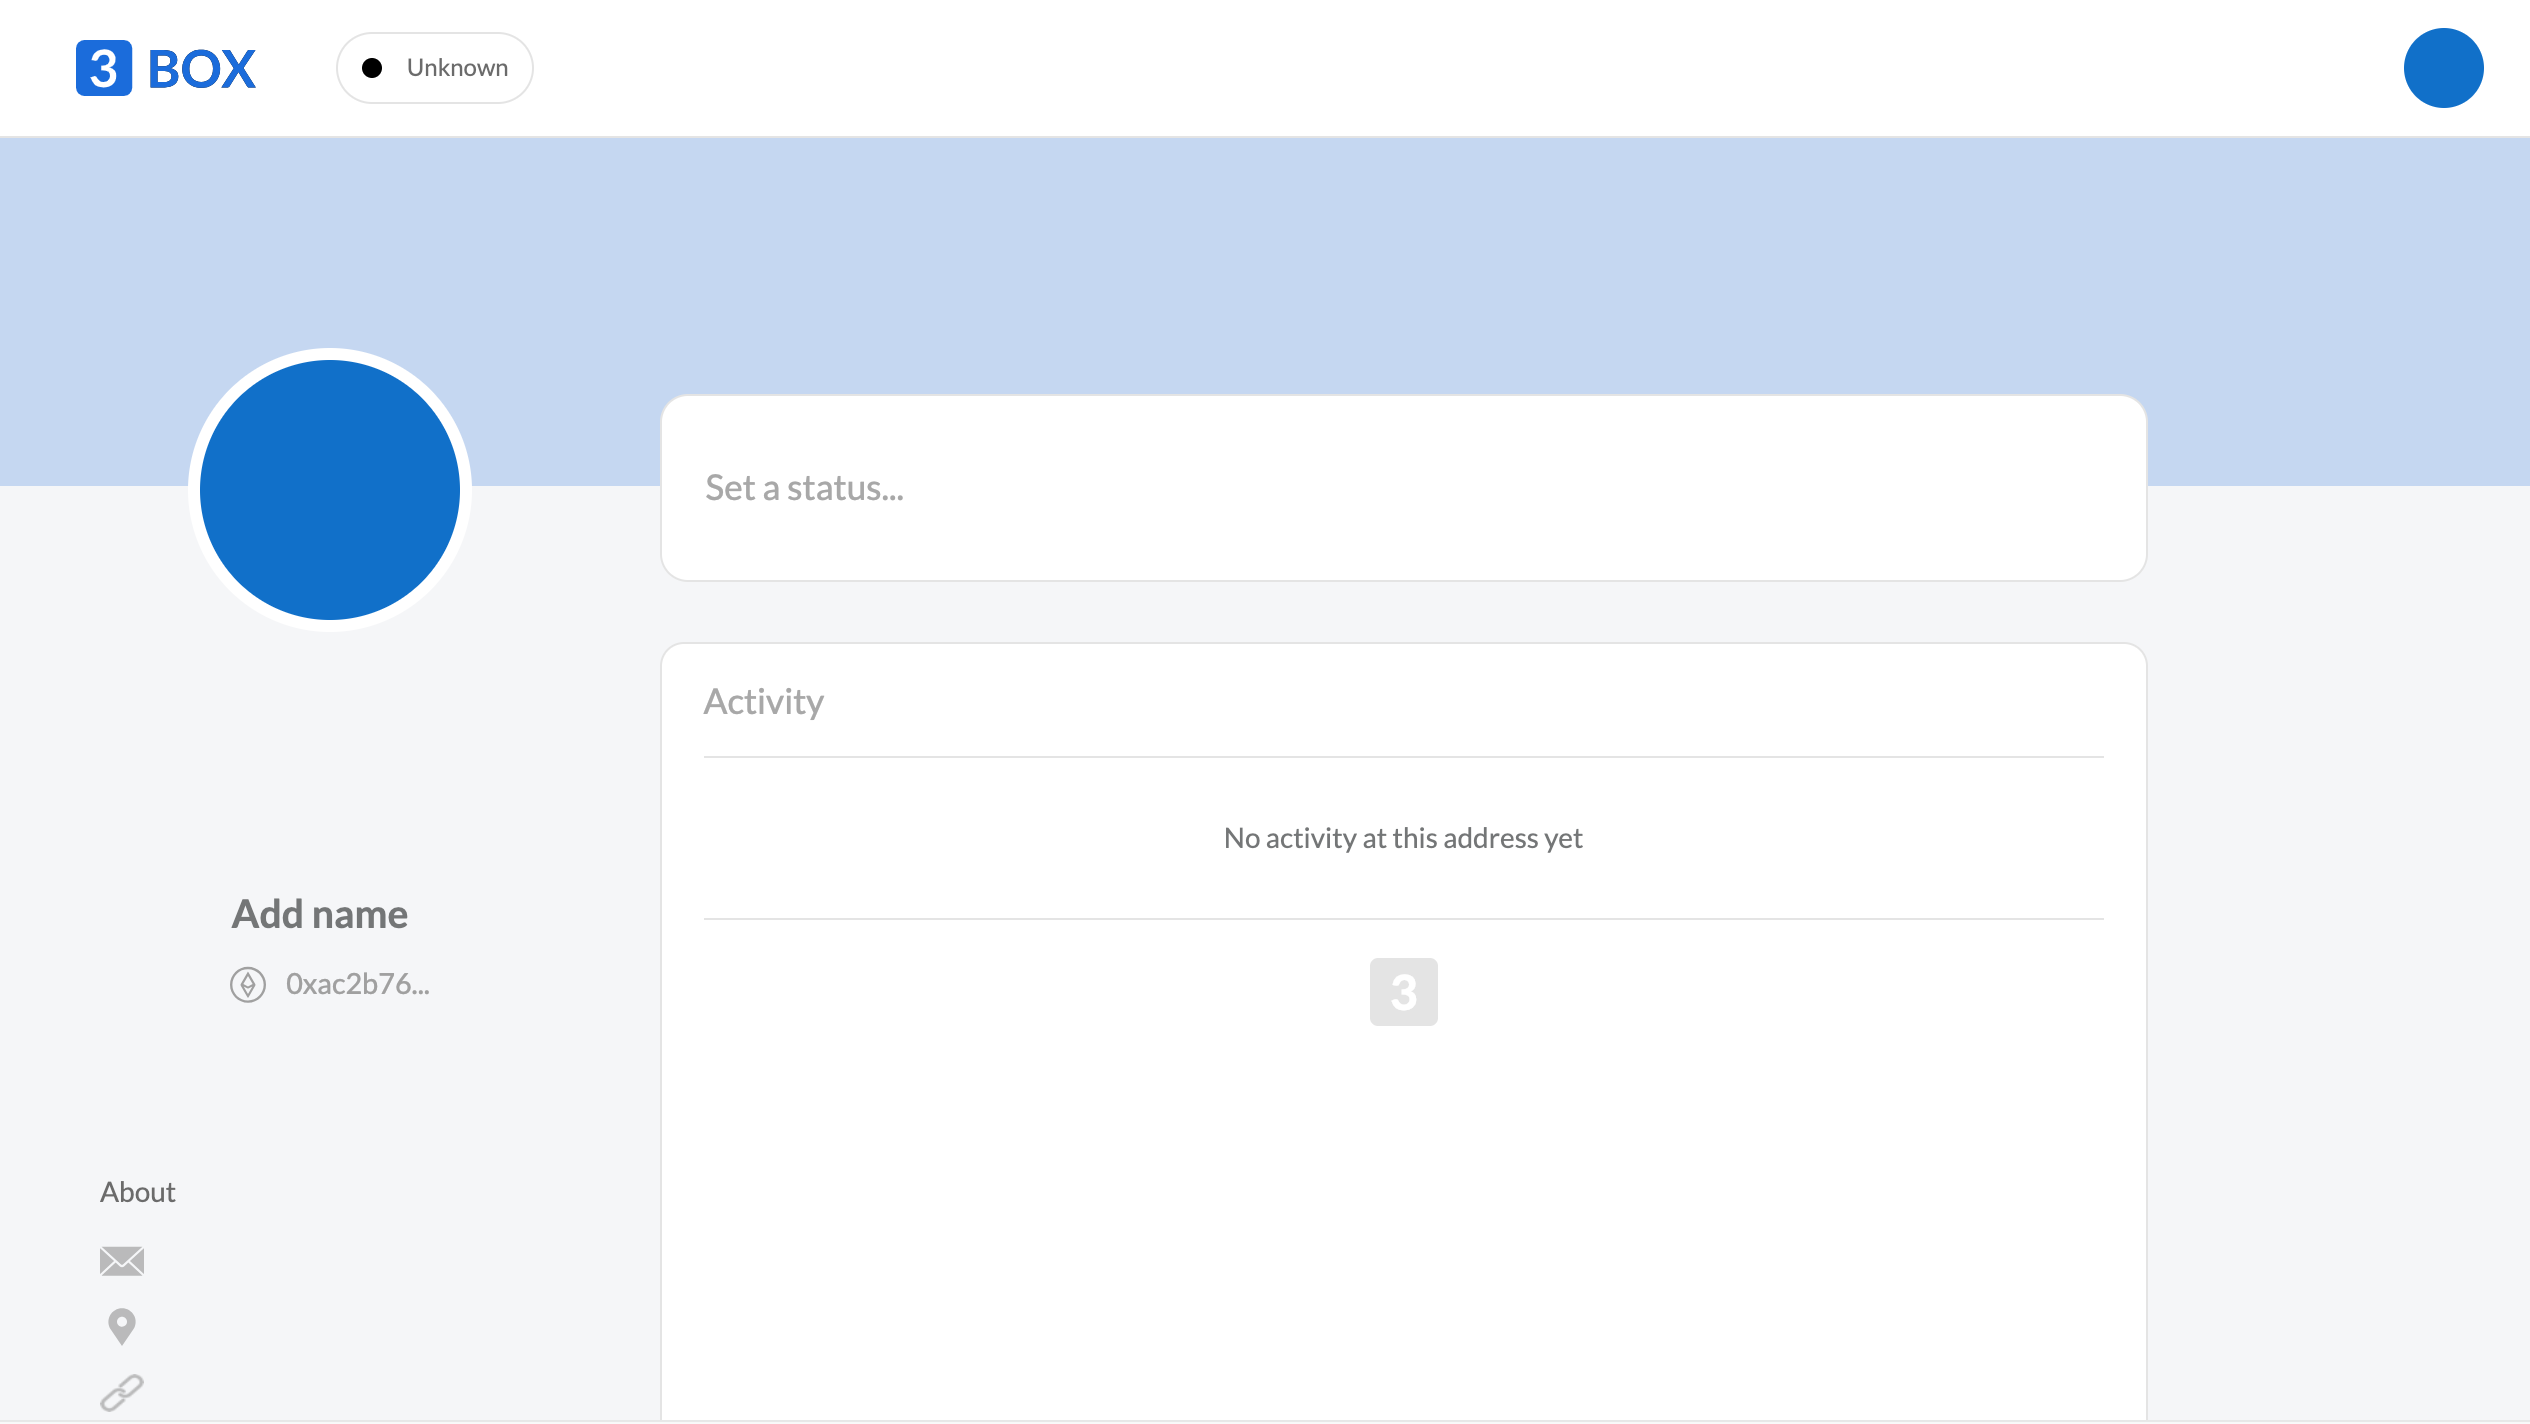 3 BOX
Unknown
Set a status...
Activity
No activity at this address yet
3
Add name
0xac2b76...
About